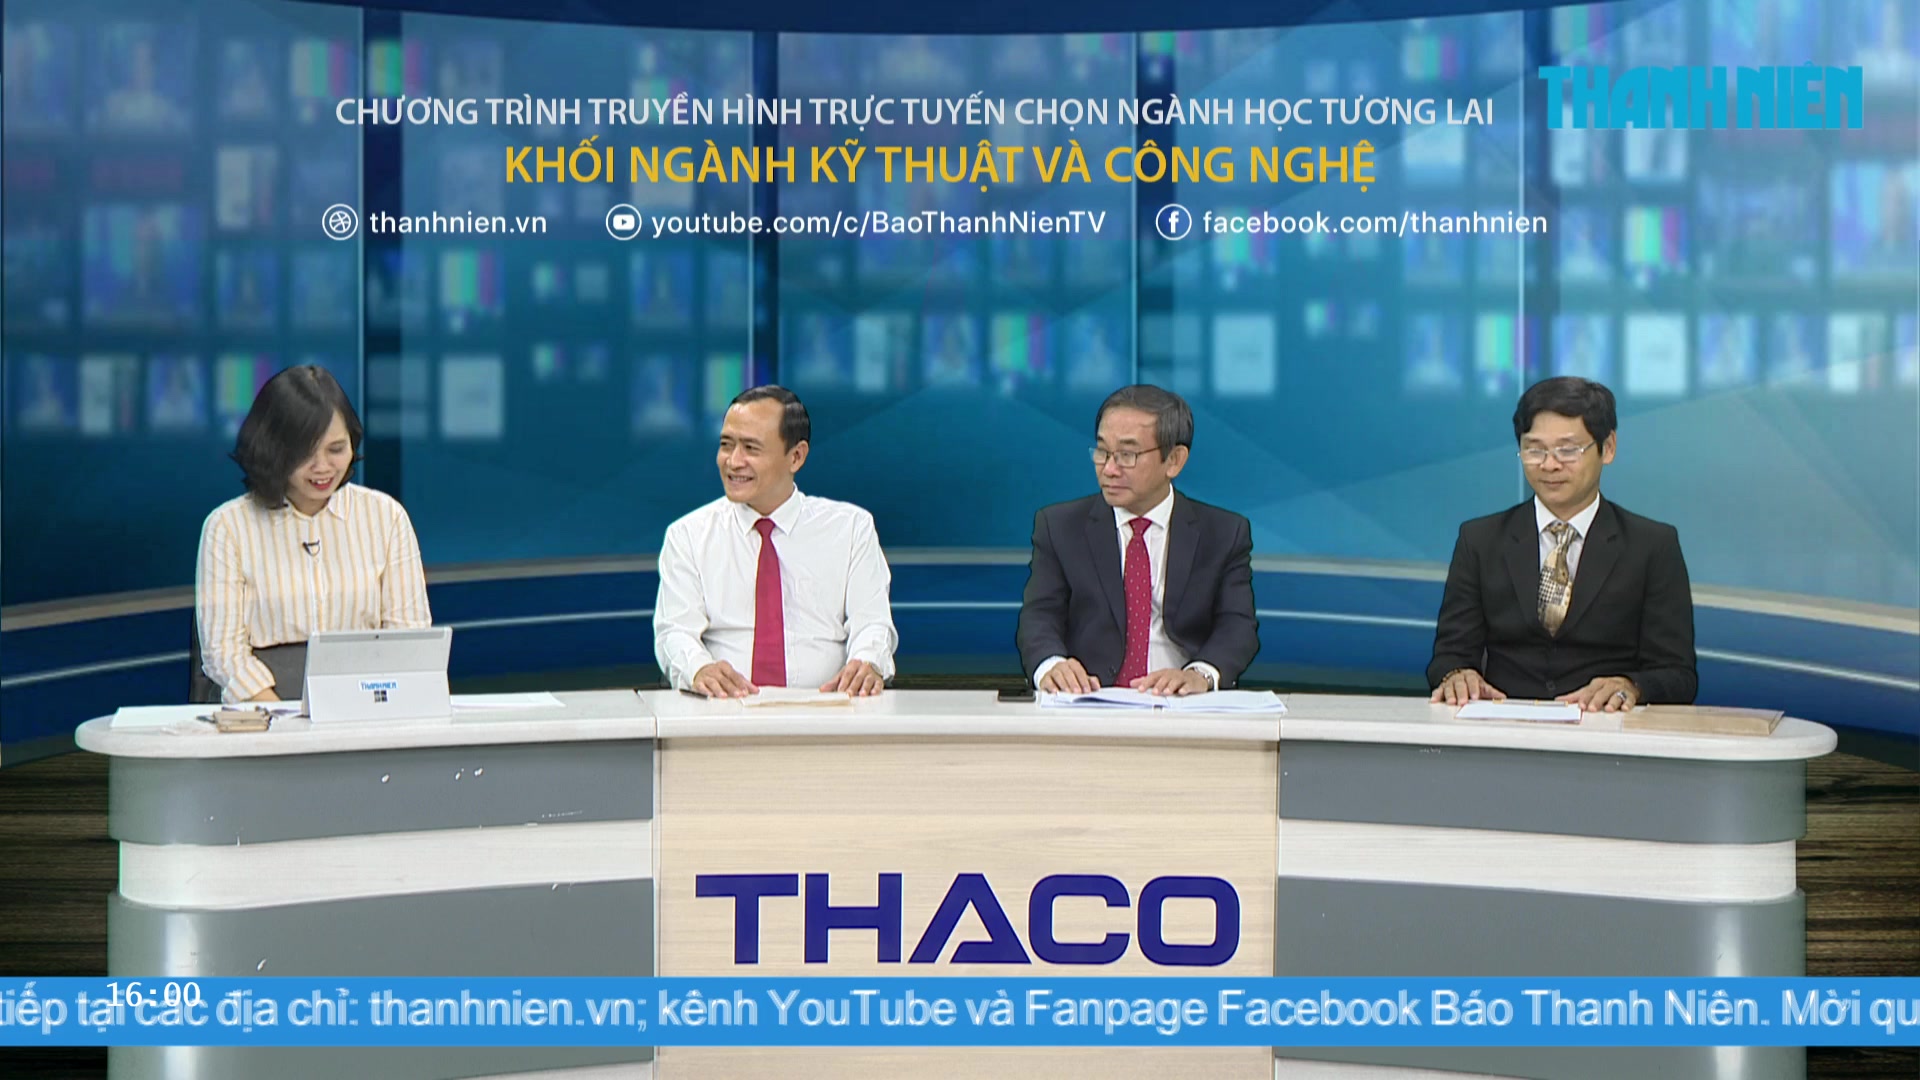 THANH NIÊN
CHƯƠNG TRÌNH TRUYỀN HÌNH TRỰC TUYẾN CHỌN NGÀNH HỌC TƯƠNG LAI
KHỐI NGÀNH KỸ THUẬT VÀ CÔNG NGHỆ
thanhnien.vn
youtube.com/c/BaoThanhNienTV
facebook.com/thanhnien
THANH NIÊN
THACO
16:00
tiếp tại các địa chỉ: thanhnien.vn; kênh YouTube và Fanpage Facebook Báo Thanh Niên. Mời qu